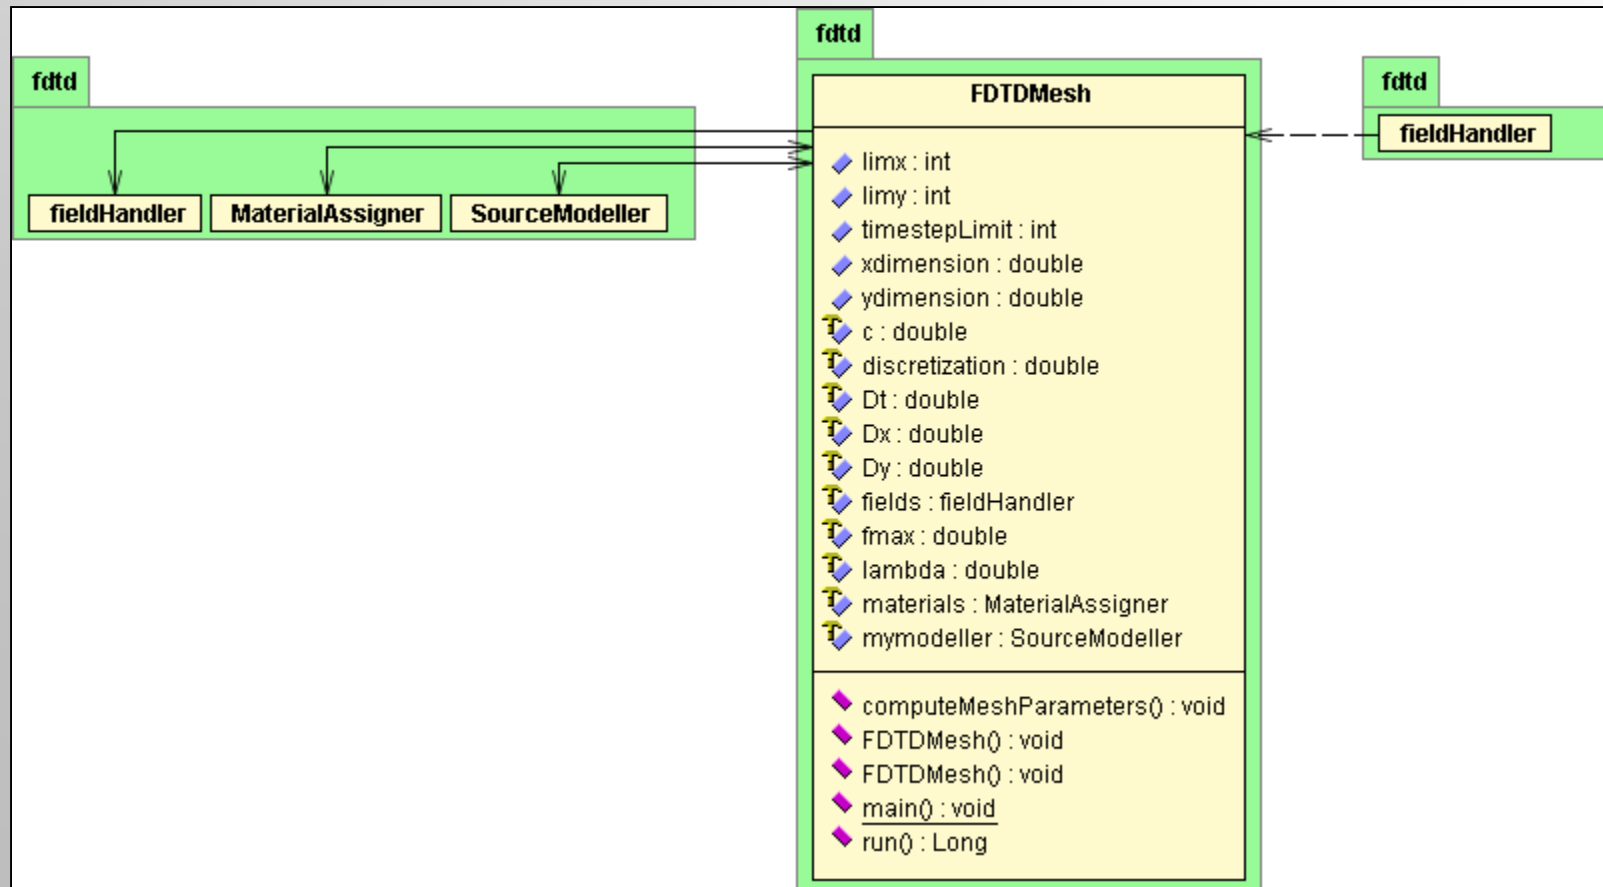 fdtd
fieldHandler
MaterialAssigner
SourceModeller
fdtd
FDTDMesh
limx : int
limy : int
timestepLimit : int
xdimension : double
ydimension : double
c : double
discretization : double
Dt : double
Dx : double
Dy : double
fields : fieldHandler
fmax : double
lambda : double
materials : MaterialAssigner
mymodeller : SourceModeller
computeMeshParameters() : void
FDTDMesh() : void
FDTDMesh() : void
main() : void
run() : Long
fdtd
fieldHandler